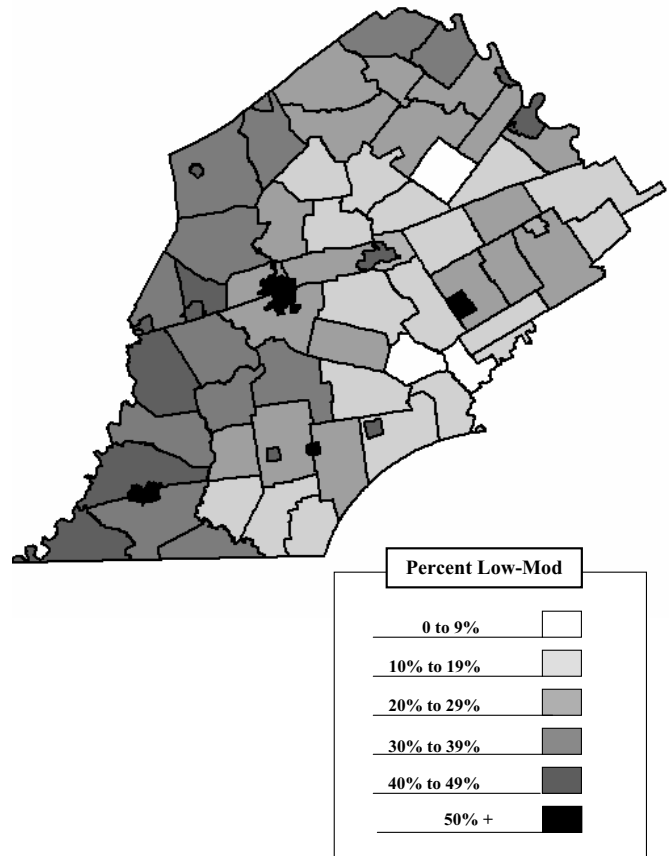 Percent Low-Mod
0 to 9%
10% to 19%
20% to 29%
30% to 39%
40% to 49%
50% +